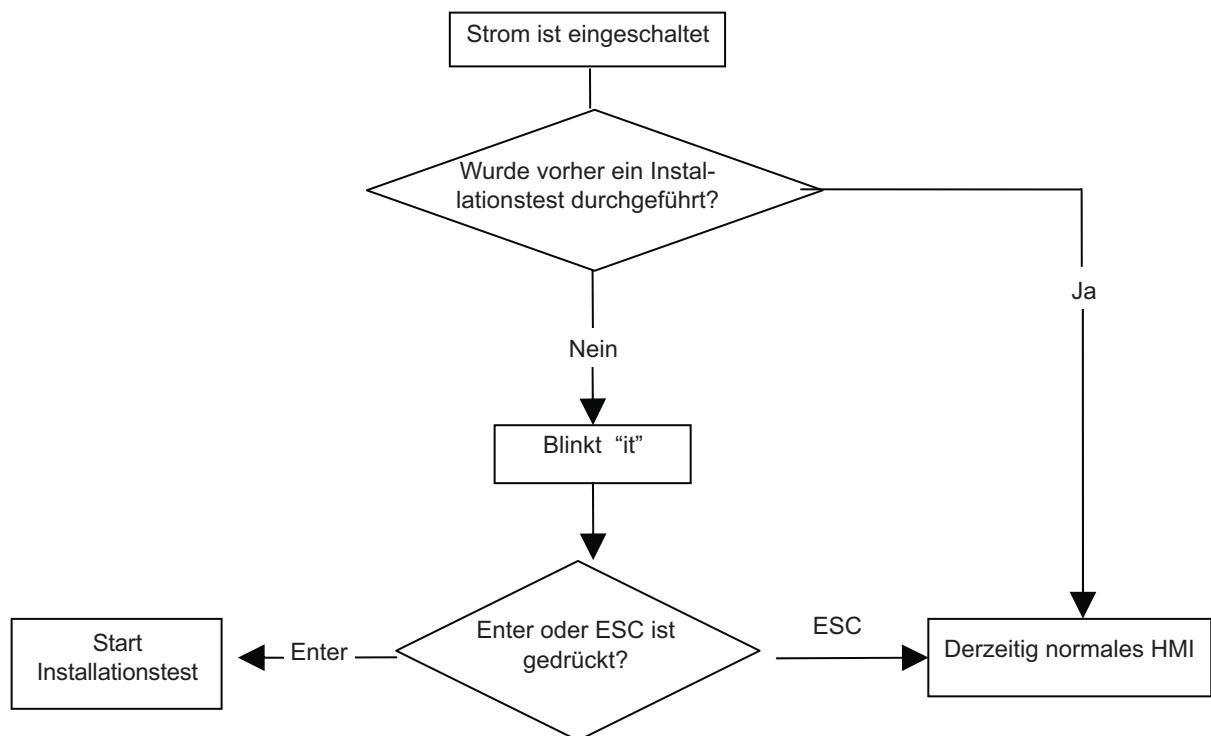 Strom ist eingeschaltet
Wurde vorher ein Instal-
lationstest durchgeführt?
Ja
Nein
Blinkt “it”
Start
Installationstest
Enter
Enter oder ESC ist
gedrückt?
ESC
Derzeitig normales HMI